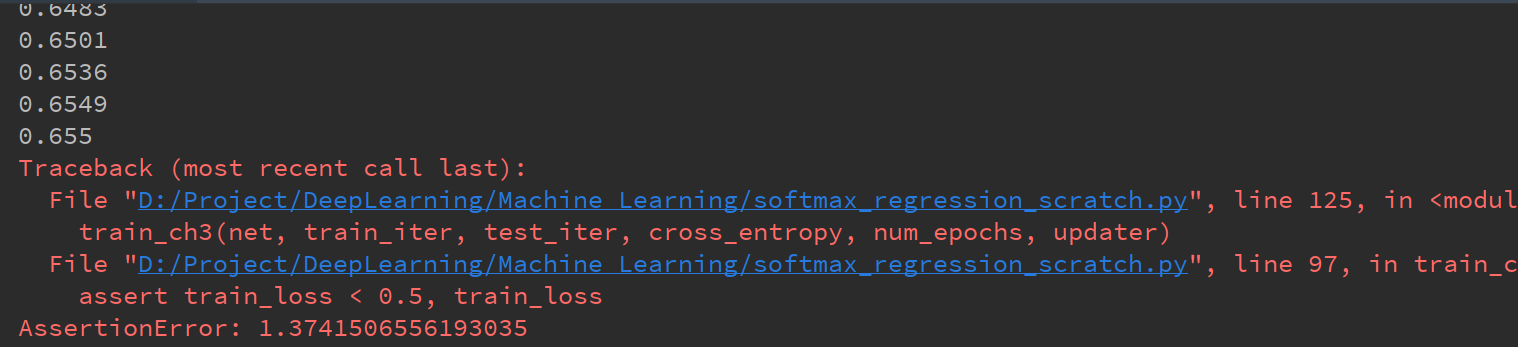 0.6483
0.6501
0.6536
0.6549
0.655
Traceback (most recent call last):
  File "D:/Project/DeepLearning/Machine Learning/softmax_regression_scratch.py", line 125, in <modul
    train_ch3(net, train_iter, test_iter, cross_entropy, num_epochs, updater)
  File "D:/Project/DeepLearning/Machine Learning/softmax_regression_scratch.py", line 97, in train_c
    assert train_loss < 0.5, train_loss
AssertionError: 1.3741506556193035